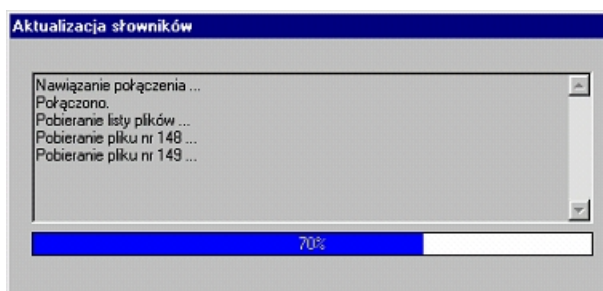 Aktualizacja słowników
Nawiązanie połączenia ...
Połączono.
Pobieranie listy plików ...
Pobieranie pliku nr 148 ...
Pobieranie pliku nr 149 ...
70%